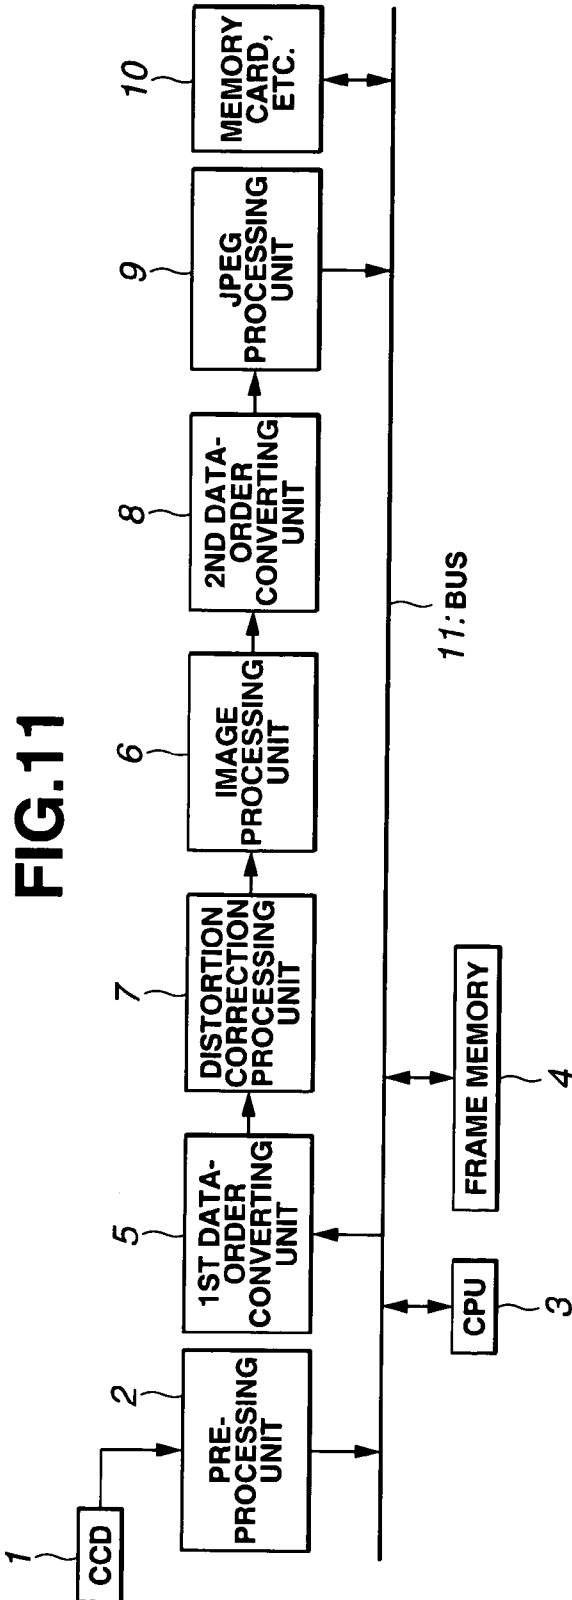 FIG.11
1
CCD
2
PRE-
PROCESSING
UNIT
5
1ST DATA-
ORDER
CONVERTING
UNIT
7
DISTORTION
CORRECTION
PROCESSING
UNIT
6
IMAGE
PROCESSING
UNIT
8
2ND DATA-
ORDER
CONVERTING
UNIT
9
JPEG
PROCESSING
UNIT
10
MEMORY
CARD,
ETC.
CPU
3
FRAME MEMORY
4
11: BUS